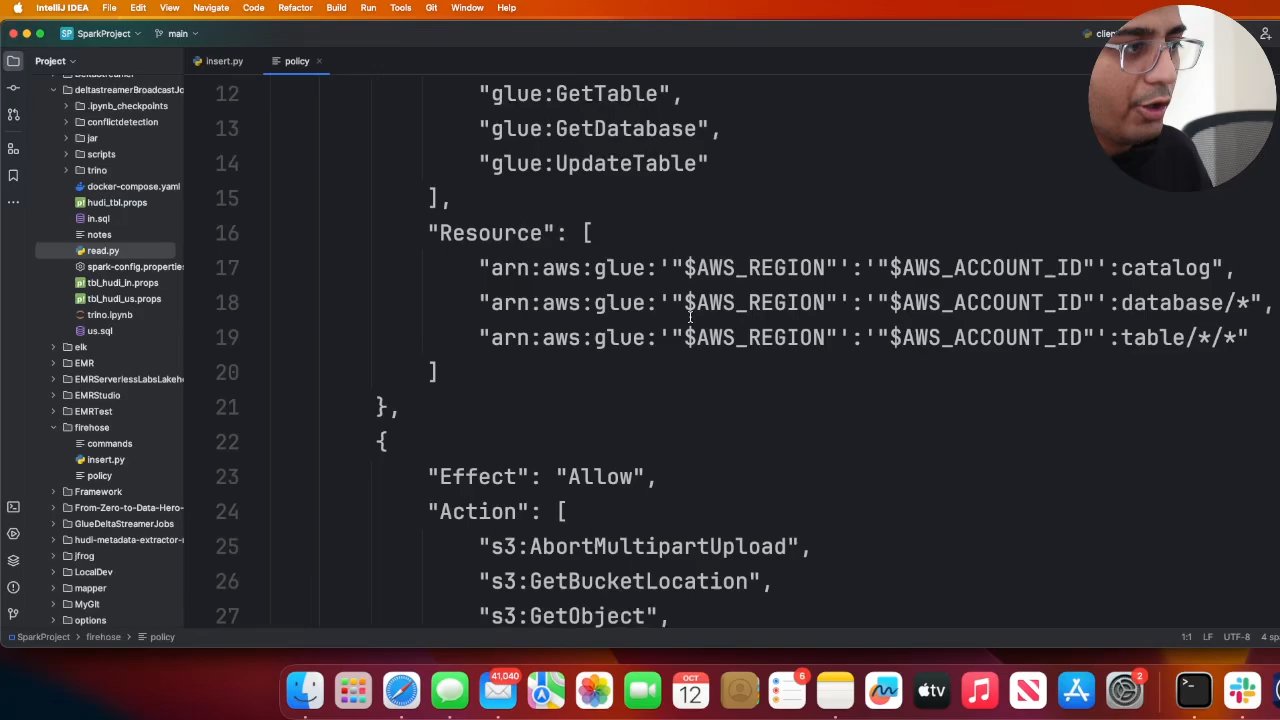 IntelliJ IDEA File Edit View Navigate Code Refactor Build Run Tools Git Window Help
SP SparkProject main
Project insert.py policy
deltastreamerBroadcastJo
.ipynb_checkpoints
conflictdetection
jar
scripts
trino
docker-compose.yaml
hudi_tbl.props
in.sql
notes
read.py
spark-config.properties
tbl_hudi_in.props
tbl_hudi_us.props
trino.ipynb
us.sql
elk
EMR
EMRServerlessLabsLakeh
EMRStudio
EMRTest
firehose
commands
insert.py
policy
Framework
From-Zero-to-Data-Hero-
GlueDeltaStreamerJobs
hudi-metadata-extractor-u
jfrog
LocalDev
mapper
MyGIt
options
12 "glue:GetTable",
13 "glue:GetDatabase",
14 "glue:UpdateTable"
15 ],
16 "Resource": [
17 "arn:aws:glue:'"$AWS_REGION"':'"$AWS_ACCOUNT_ID"':catalog",
18 "arn:aws:glue:'"$AWS_REGION"':'"$AWS_ACCOUNT_ID"':database/*",
19 "arn:aws:glue:'"$AWS_REGION"':'"$AWS_ACCOUNT_ID"':table/*/*"
20 ]
21 },
22 {
23 "Effect": "Allow",
24 "Action": [
25 "s3:AbortMultipartUpload",
26 "s3:GetBucketLocation",
27 "s3:GetObject",
SparkProject > firehose > policy 1:1 LF UTF-8 4 sp
41,040
OCT
12
6
tv
2